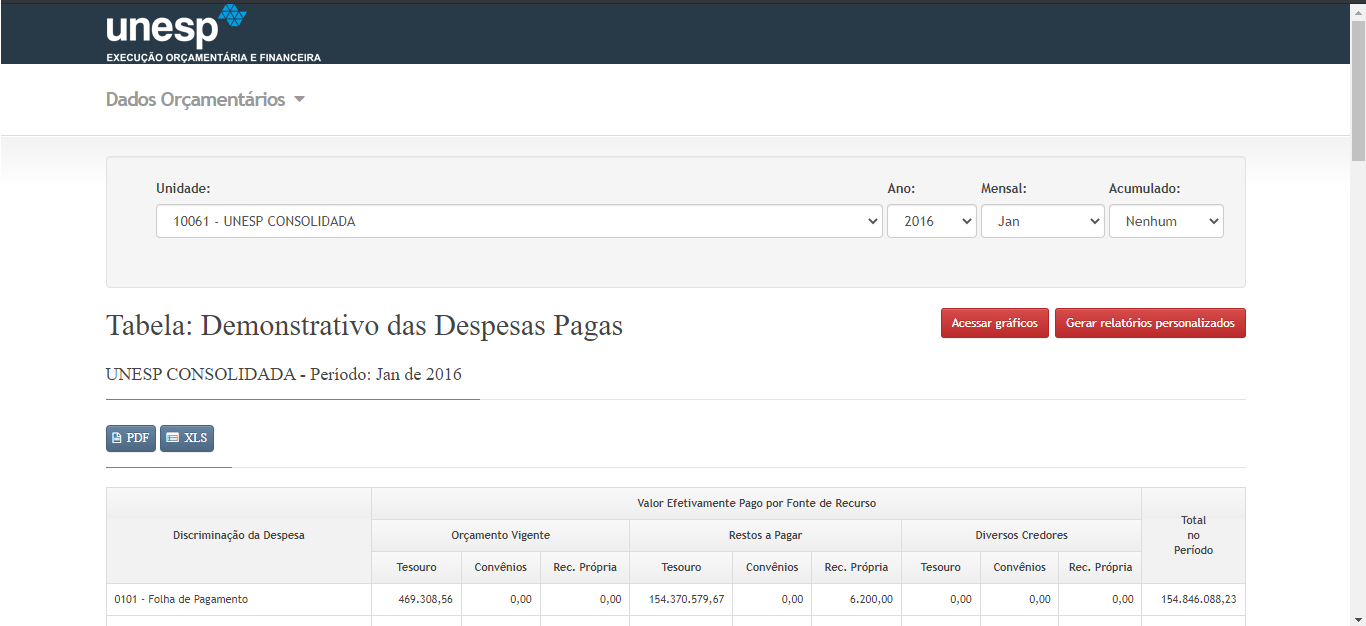 unesp
EXECUÇÃO ORÇAMENTÁRIA E FINANCEIRA
Dados Orçamentários
Unidade: Ano: Mensal: Acumulado:
10061 - UNESP CONSOLIDADA 2016 Jan Nenhum
Tabela: Demonstrativo das Despesas Pagas
Acessar gráficos Gerar relatórios personalizados
UNESP CONSOLIDADA - Período: Jan de 2016
PDF XLS
Discriminação da Despesa
Valor Efetivamente Pago por Fonte de Recurso
Total
no
Período
Orçamento Vigente Restos a Pagar Diversos Credores
Tesouro Convênios Rec. Própria Tesouro Convênios Rec. Própria Tesouro Convênios Rec. Própria
0101 - Folha de Pagamento 469.308,56 0,00 0,00 154.370.579,67 0,00 6.200,00 0,00 0,00 0,00 154.846.088,23